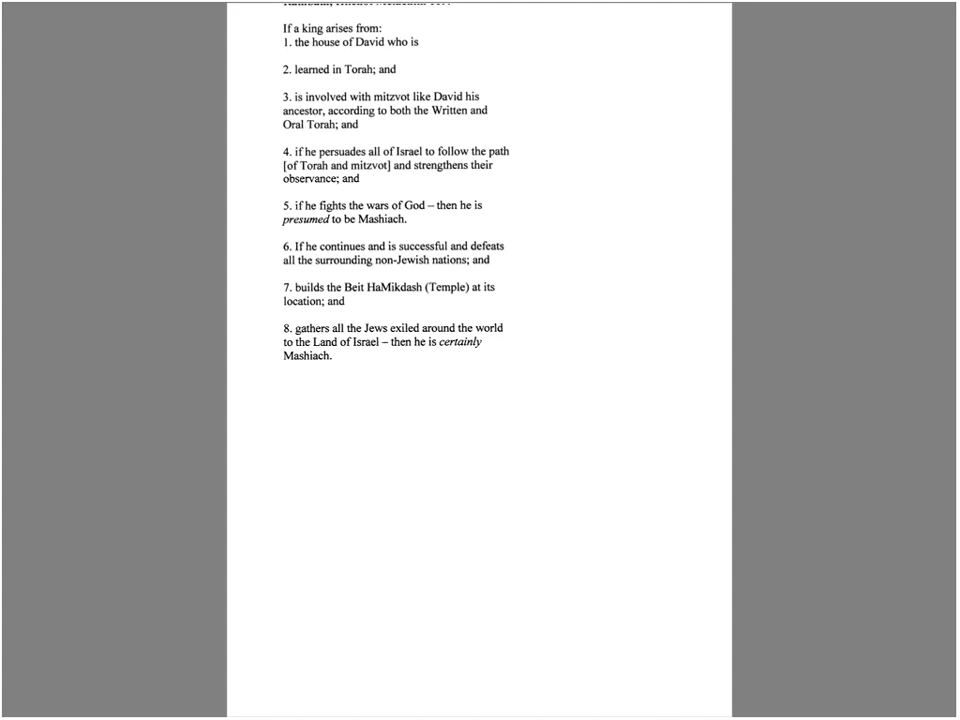 If a king arises from:
1. the house of David who is
2. learned in Torah; and
3. is involved with mitzvot like David his
ancestor, according to both the Written and
Oral Torah; and
4. if he persuades all of Israel to follow the path
[of Torah and mitzvot] and strengthens their
observance; and
5. if he fights the wars of God – then he is
presumed to be Mashiach.
6. If he continues and is successful and defeats
all the surrounding non-Jewish nations; and
7. builds the Beit HaMikdash (Temple) at its
location; and
8. gathers all the Jews exiled around the world
to the Land of Israel – then he is certainly
Mashiach.